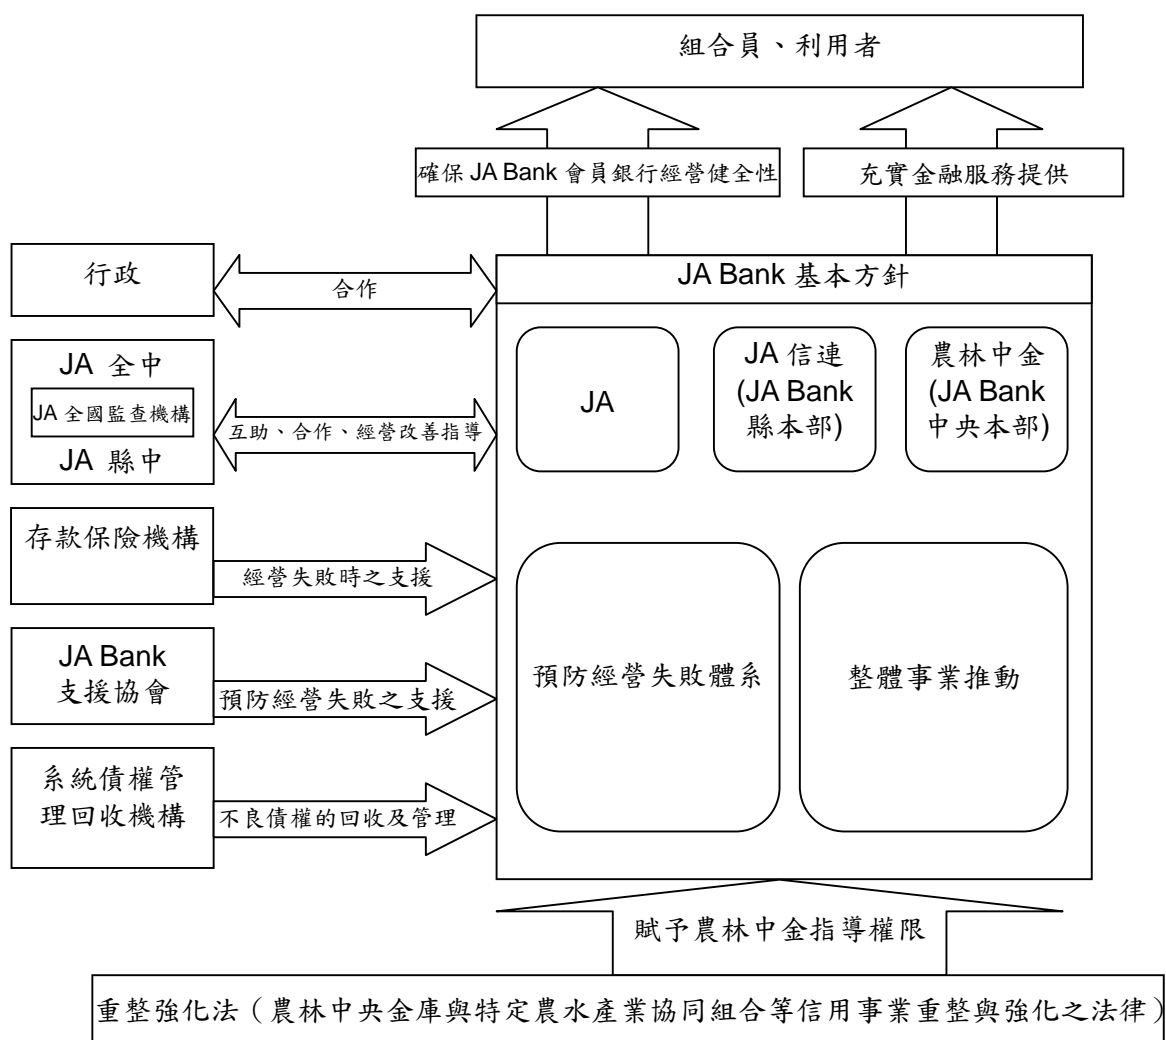 組合員、利用者
確保 JA Bank 會員銀行經營健全性
充實金融服務提供
行政
合作
JA Bank 基本方針
JA 全中
JA 全國監查機構
JA 縣中
互助、合作、經營改善指導
JA
JA 信連
(JA Bank
縣本部)
農林中金
(JA Bank
中央本部)
存款保險機構
經營失敗時之支援
JA Bank
支援協會
預防經營失敗之支援
預防經營失敗體系
整體事業推動
系統債權管
理回收機構
不良債權的回收及管理
賦予農林中金指導權限
重整強化法（農林中央金庫與特定農水產業協同組合等信用事業重整與強化之法律）